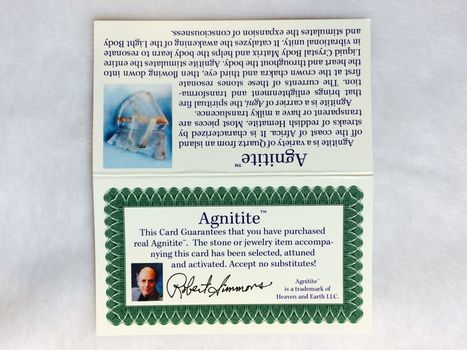 Agnitite™
Agnitite is a variety of Quartz from an island
off the coast of Africa. It is characterized by
streaks of reddish Hematite. Most pieces are
transparent or have a milky translucence.
Agnitite is a carrier of Agni, the spiritual fire
that brings enlightenment and transforma-
tion. The currents of these stones resonate
first at the crown chakra and third eye, then flowing down into
the heart and throughout the body. Agnitite stimulates the entire
Liquid Crystal Body Matrix and helps the body learn to resonate
in vibrational unity. It catalyzes the awakening of the Light Body
and stimulates the expansion of consciousness.
Agnitite™
This Card Guarantees that you have purchased
real Agnitite™. The stone or jewelry item accompa-
nying this card has been selected, attuned
and activated. Accept no substitutes!
Robert Simmons
Agnitite™
is a trademark of
Heaven and Earth LLC.